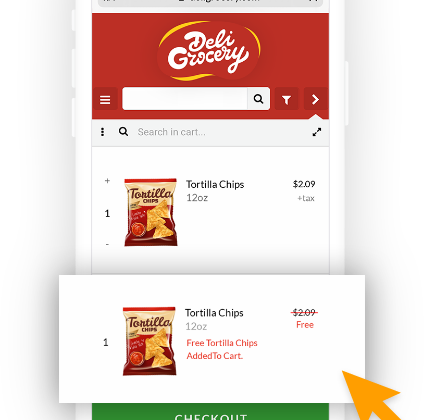 Deli
Grocery
Search in cart...
+
Tortilla Chips $2.09
12oz +tax
1
-
Tortilla
CHIPS
Tortilla Chips $2.09
12oz Free
1
Free Tortilla Chips
AddedTo Cart.
Tortilla
CHIPS
CHECKOUT